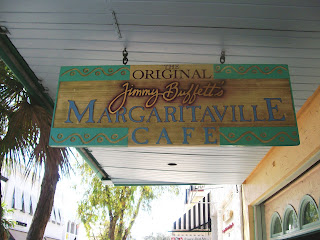 THE
ORIGINAL
Jimmy Buffett's
MARGARITAVILLE
CAFE